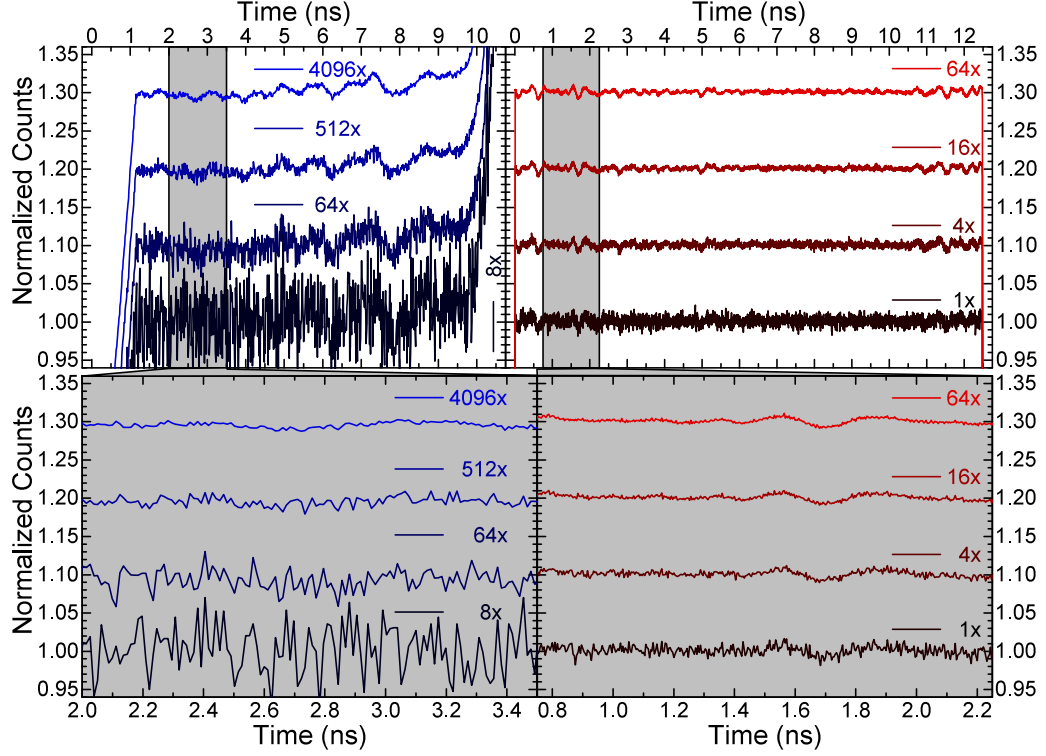 Time (ns) Time (ns)
0 1 2 3 4 5 6 7 8 9 10 0 1 2 3 4 5 6 7 8 9 10 11 12
1.35 1.35
4096x 64x
1.30 1.30
1.25 1.25
512x 16x
1.20 1.20
64x
1.15 1.15
4x
1.10 1.10
8x
1.05 1.05
1x
1.00 1.00
0.95 0.95
Normalized Counts
1.35 1.35
4096x 64x
1.30 1.30
1.25 1.25
512x 16x
1.20 1.20
1.15 1.15
64x 4x
1.10 1.10
1.05 1.05
8x 1x
1.00 1.00
0.95 0.95
Normalized Counts
2.0 2.2 2.4 2.6 2.8 3.0 3.2 3.4 0.8 1.0 1.2 1.4 1.6 1.8 2.0 2.2
Time (ns) Time (ns)